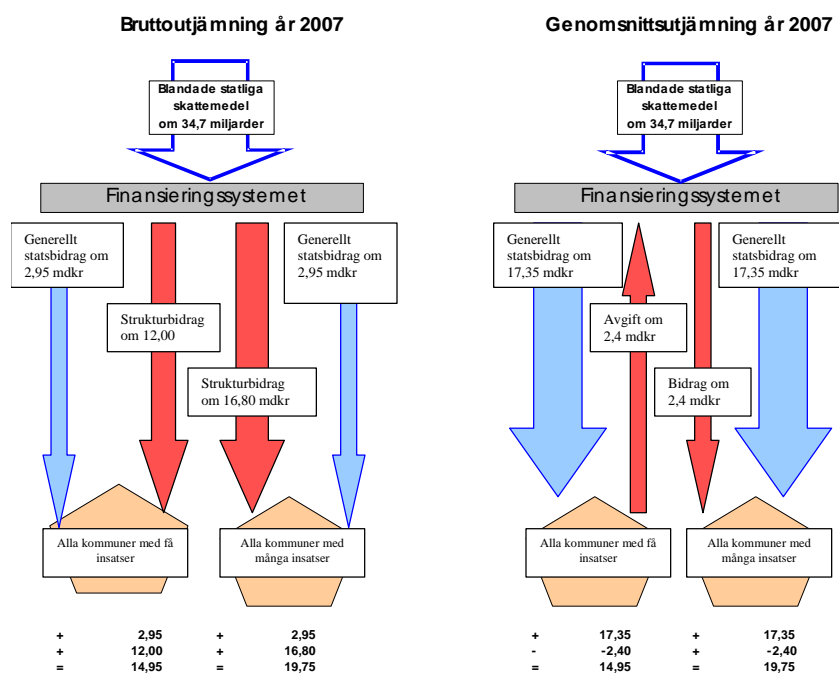 Bruttoutjämning år 2007
Blandade statliga
skattemedel
om 34,7 miljarder
Finansieringssystemet
Generellt
statsbidrag om
2,95 mdkr
Generellt
statsbidrag om
2,95 mdkr
Strukturbidrag
om 12,00
Strukturbidrag
om 16,80 mdkr
Alla kommuner med få
insatser
Alla kommuner med
många insatser
+ 2,95 + 2,95
+ 12,00 + 16,80
= 14,95 = 19,75
Genomsnittsutjämning år 2007
Blandade statliga
skattemedel
om 34,7 miljarder
Finansieringssystemet
Generellt
statsbidrag om
17,35 mdkr
Generellt
statsbidrag om
17,35 mdkr
Avgift om
2,4 mdkr
Bidrag om
2,4 mdkr
Alla kommuner med få
insatser
Alla kommuner med
många insatser
+ 17,35 + 17,35
- -2,40 + -2,40
= 14,95 = 19,75